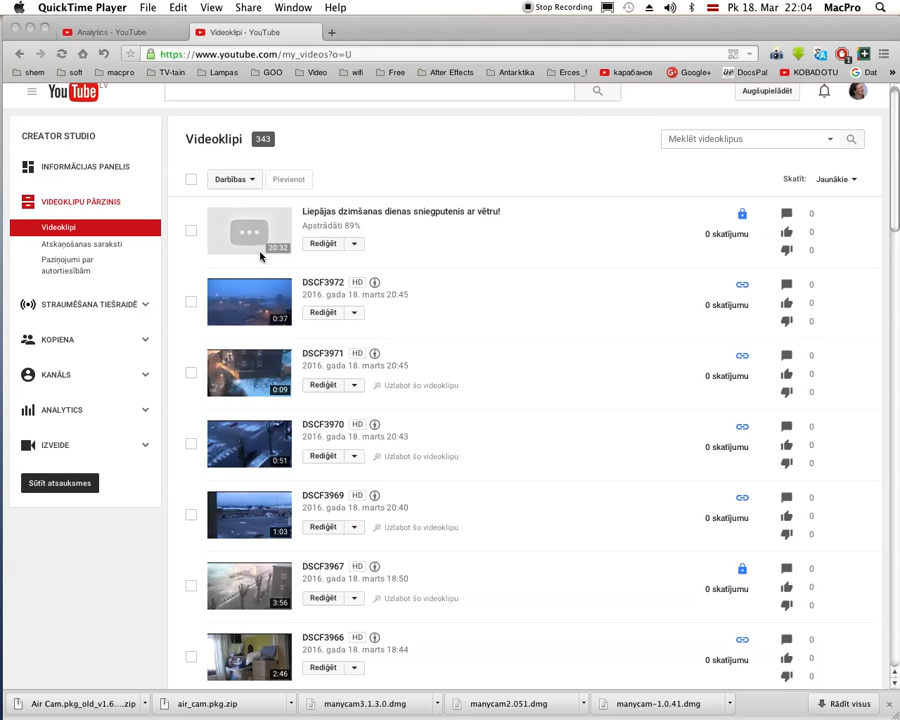 QuickTime Player File Edit View Share Window Help Stop Recording Pk 18. Mar 22:04 MacPro
Analytics - YouTube
Videoklipi - YouTube
https://www.youtube.com/my_videos?o=U
shem soft macpro TV-tain Lampas GOO Video wifi Free After Effects Antarktika Erces_! карабанов Google+ DocsPal KOBADOTU Dat
YouTube LV Augšupielādēt
CREATOR STUDIO
INFORMĀCIJAS PANELIS
VIDEOKLIPU PĀRZINIS
Videoklipi
Atskaņošanas saraksti
Paziņojumi par
autortiesībām
STRAUMĒŠANA TIEŠRAIDĒ
KOPIENA
KANĀLS
ANALYTICS
IZVEIDE
Sūtīt atsauksmes
Videoklipi 343
Meklēt videoklipus
Darbības Pievienot Skatīt: Jaunākie
Liepājas dzimšanas dienas sniegputenis ar vētru!
Apstrādāti 89%
Rediģēt
20:32
0 skatījumu
0
0
0
DSCF3972 HD
2016. gada 18. marts 20:45
Rediģēt
0:37
0 skatījumu
0
0
0
DSCF3971 HD
2016. gada 18. marts 20:45
Rediģēt Uzlabot šo videoklipu
0:09
0 skatījumu
0
0
0
DSCF3970 HD
2016. gada 18. marts 20:43
Rediģēt Uzlabot šo videoklipu
0:51
0 skatījumu
0
0
0
DSCF3969 HD
2016. gada 18. marts 20:40
Rediģēt Uzlabot šo videoklipu
1:03
0 skatījumu
0
0
0
DSCF3967 HD
2016. gada 18. marts 18:50
Rediģēt Uzlabot šo videoklipu
3:56
0 skatījumu
0
0
0
DSCF3966 HD
2016. gada 18. marts 18:44
Rediģēt
2:46
0 skatījumu
0
0
0
Air Cam.pkg_old_v1.6....zip air_cam.pkg.zip manycam3.1.3.0.dmg manycam2.051.dmg manycam-1.0.41.dmg Rādīt visus